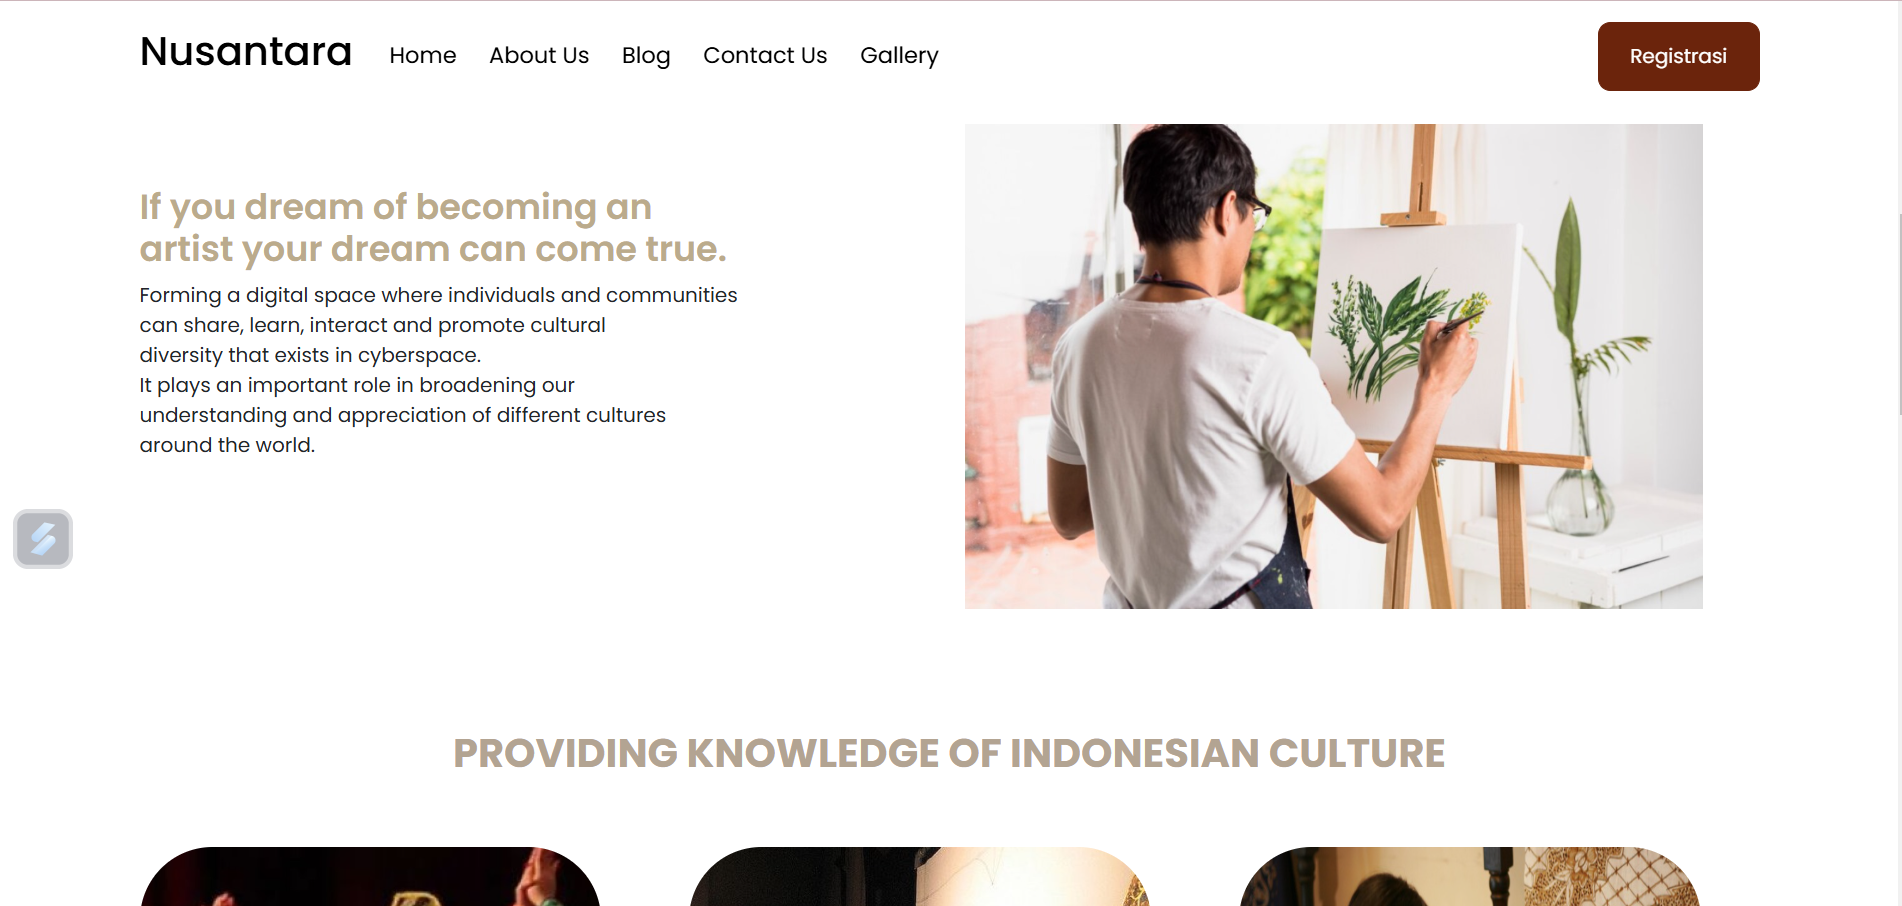 Nusantara Home About Us Blog Contact Us Gallery Registrasi
If you dream of becoming an
artist your dream can come true.
Forming a digital space where individuals and communities
can share, learn, interact and promote cultural
diversity that exists in cyberspace.
It plays an important role in broadening our
understanding and appreciation of different cultures
around the world.
PROVIDING KNOWLEDGE OF INDONESIAN CULTURE